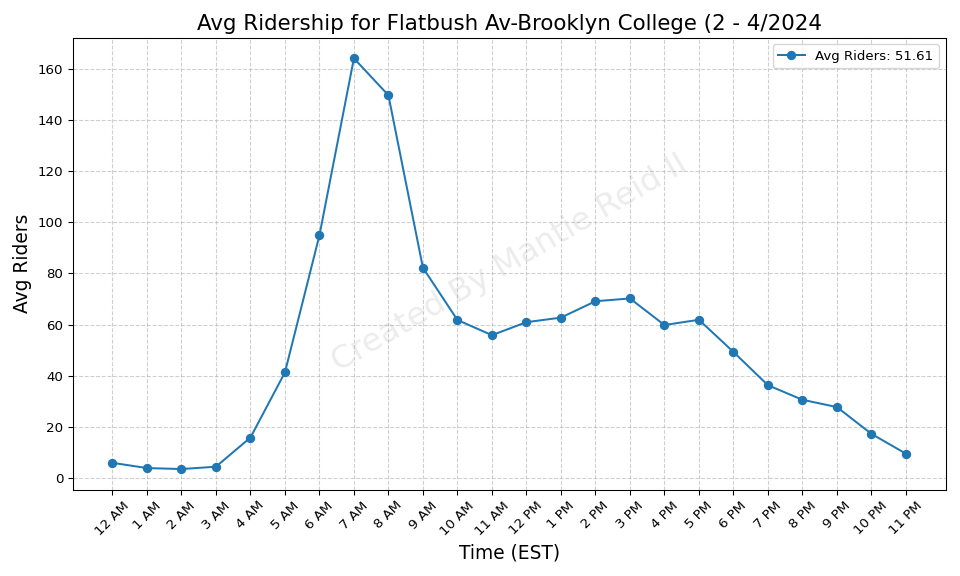 Avg Ridership for Flatbush Av-Brooklyn College (2 - 4/2024
Avg Riders: 51.61
160
140
120
100
80
60
40
20
0
Avg Riders
Created By Mantle Reid II
12 AM
1 AM
2 AM
3 AM
4 AM
5 AM
6 AM
7 AM
8 AM
9 AM
10 AM
11 AM
12 PM
1 PM
2 PM
3 PM
4 PM
5 PM
6 PM
7 PM
8 PM
9 PM
10 PM
11 PM
Time (EST)